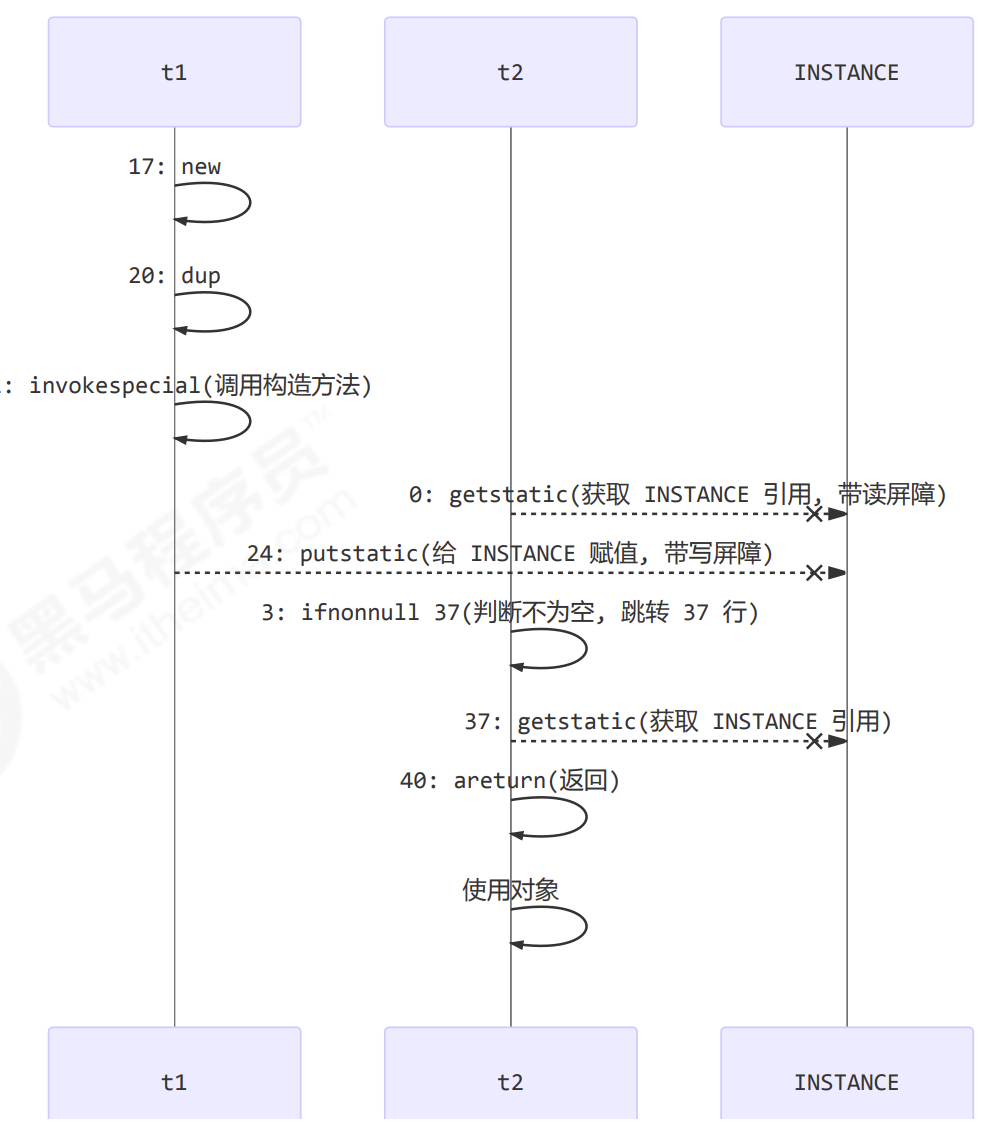 t1
t2
INSTANCE
17: new
20: dup
: invokespecial(调用构造方法)
0: getstatic(获取 INSTANCE 引用, 带读屏障)
24: putstatic(给 INSTANCE 赋值, 带写屏障)
3: ifnonnull 37(判断不为空, 跳转 37 行)
37: getstatic(获取 INSTANCE 引用)
40: areturn(返回)
使用对象
t1
t2
INSTANCE
黑马程序员™
www.itheima.com